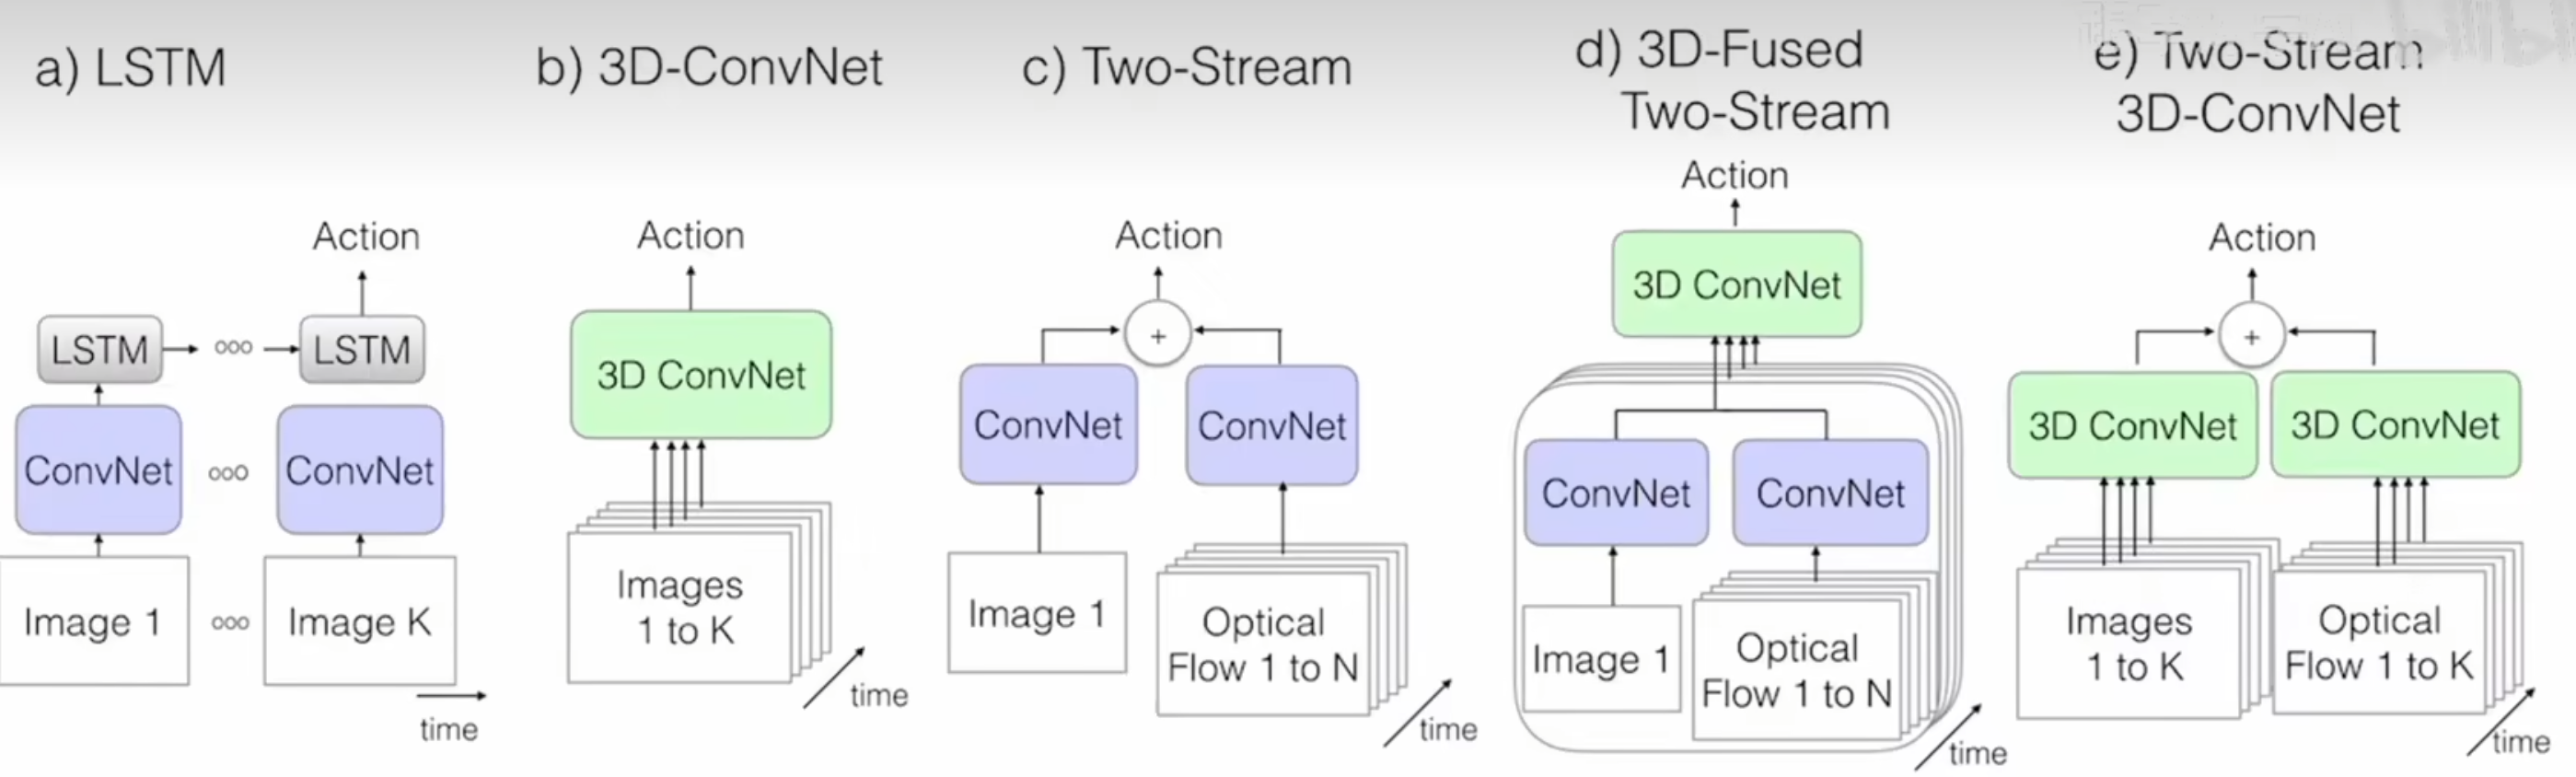 a) LSTM
Action
LSTM
ooo
LSTM
ConvNet
ooo
ConvNet
Image 1
ooo
Image K
time
b) 3D-ConvNet
Action
3D ConvNet
Images
1 to K
time
c) Two-Stream
Action
+
ConvNet
ConvNet
Image 1
Optical
Flow 1 to N
time
d) 3D-Fused
Two-Stream
Action
3D ConvNet
ConvNet
ConvNet
Image 1
Optical
Flow 1 to N
time
e) Two-Stream
3D-ConvNet
Action
+
3D ConvNet
3D ConvNet
Images
1 to K
Optical
Flow 1 to K
time